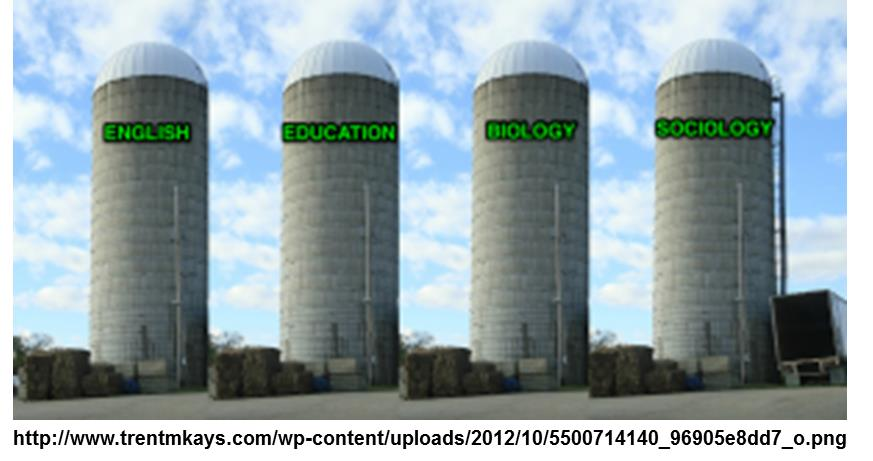 ENGLISH
EDUCATION
BIOLOGY
SOCIOLOGY
http://www.trentmkays.com/wp-content/uploads/2012/10/5500714140_96905e8dd7_o.png